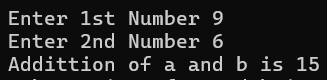 Enter 1st Number 9
Enter 2nd Number 6
Addittion of a and b is 15